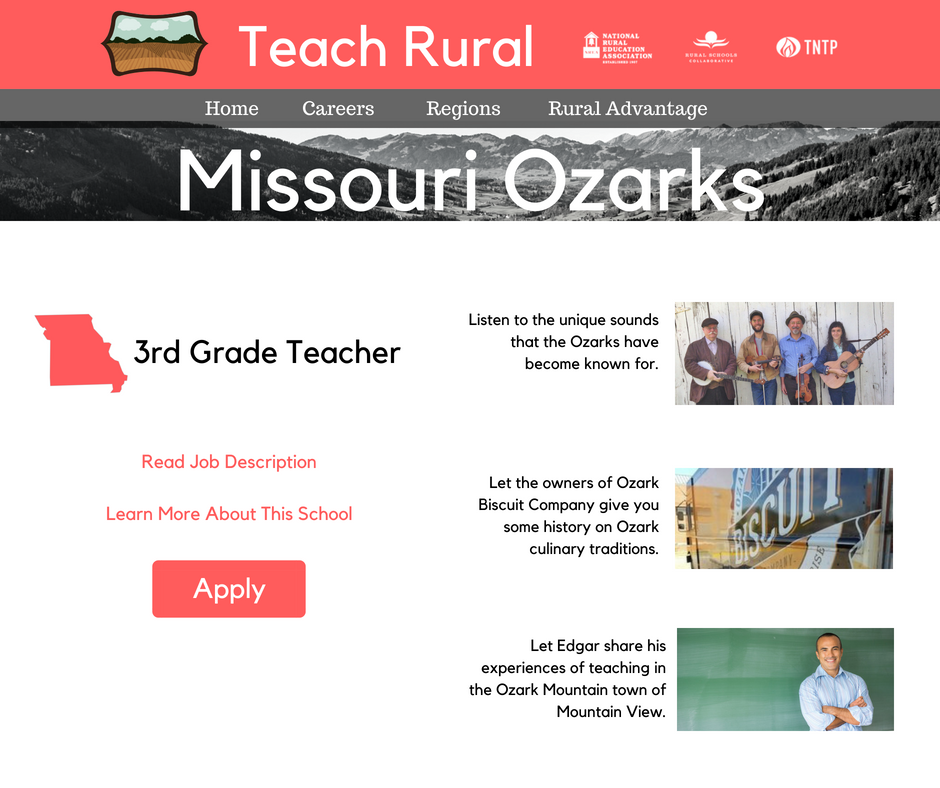 Teach Rural
NATIONAL
RURAL
EDUCATION
ASSOCIATION
RURAL SCHOOLS
COLLABORATIVE
TNTP
Home Careers Regions Rural Advantage
Missouri Ozarks
3rd Grade Teacher
Read Job Description
Learn More About This School
Apply
Listen to the unique sounds
that the Ozarks have
become known for.
Let the owners of Ozark
Biscuit Company give you
some history on Ozark
culinary traditions.
BISCUIT
Let Edgar share his
experiences of teaching in
the Ozark Mountain town of
Mountain View.